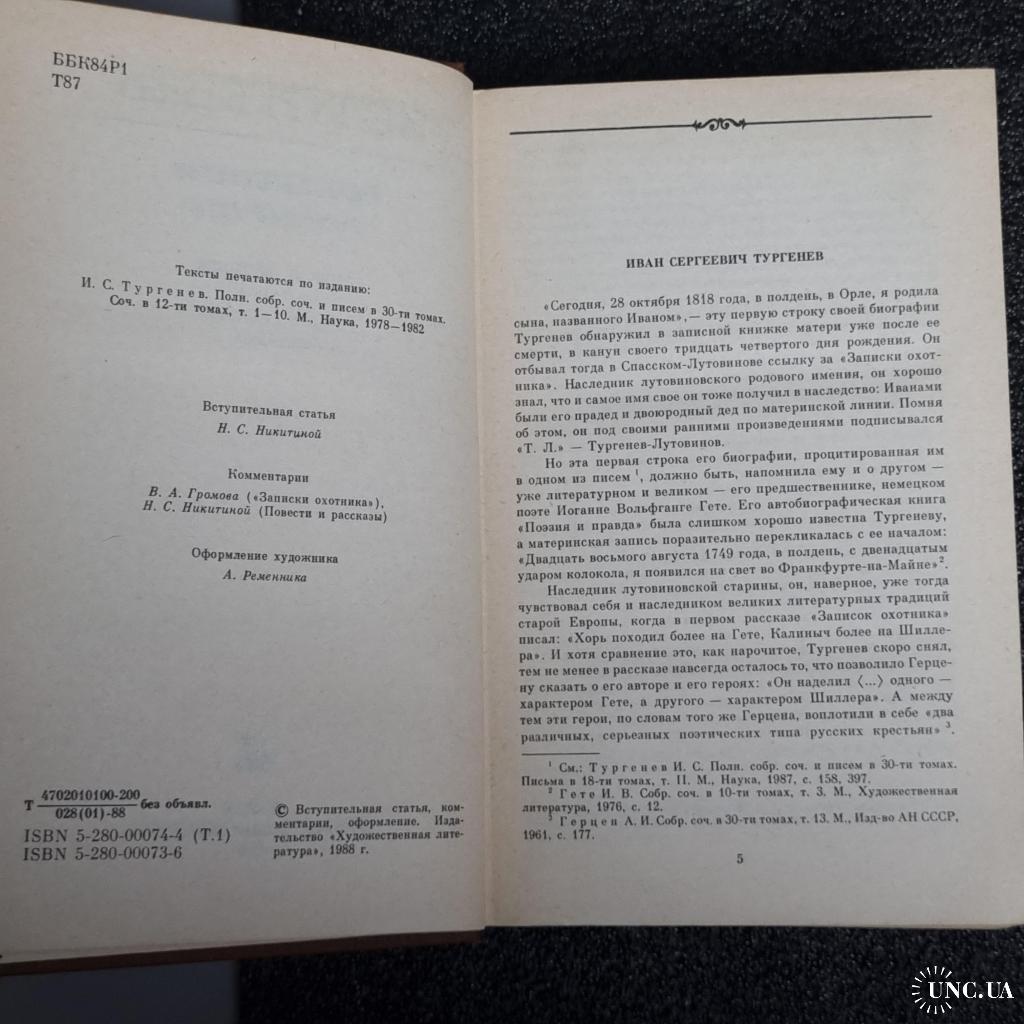 ББК84Р1
Т87
Тексты печатаются по изданию:
И. С. Тургенев. Полн. собр. соч. и писем в 30-ти томах.
Соч. в 12-ти томах, т. 1—10. М., Наука, 1978—1982
Вступительная статья
Н. С. Никитиной
Комментарии
В. А. Громова («Записки охотника»),
Н. С. Никитиной (Повести и рассказы)
Оформление художника
А. Ременника
Т 4702010100-200 без объявл.
028(01)-88
ISBN 5-280-00074-4 (Т.1)
ISBN 5-280-00073-6
© Вступительная статья, ком-
ментарии, оформление. Изда-
тельство «Художественная лите-
ратура», 1988 г.
ИВАН СЕРГЕЕВИЧ ТУРГЕНЕВ
«Сегодня, 28 октября 1818 года, в полдень, в Орле, я родила
сына, названного Иваном»,— эту первую строку своей биографии
Тургенев обнаружил в записной книжке матери уже после ее
смерти, в канун своего тридцать четвертого дня рождения. Он
отбывал тогда в Спасском-Лутовинове ссылку за «Записки охот-
ника». Наследник лутовиновского родового имения, он хорошо
знал, что и самое имя свое он тоже получил в наследство: Иванами
были его прадед и двоюродный дед по материнской линии. Помня
об этом, он под своими ранними произведениями подписывался
«Т. Л.» — Тургенев-Лутовинов.
Но эта первая строка его биографии, процитированная им
в одном из писем 1, должно быть, напомнила ему и о другом —
уже литературном и великом — его предшественнике, немецком
поэте Иоганне Вольфганге Гете. Его автобиографическая книга
«Поэзия и правда» была слишком хорошо известна Тургеневу,
а материнская запись поразительно перекликалась с ее началом:
«Двадцать восьмого августа 1749 года, в полдень, с двенадцатым
ударом колокола, я появился на свет во Франкфурте-на-Майне»2.
Наследник лутовиновской старины, он, наверное, уже тогда
чувствовал себя и наследником великих литературных традиций
старой Европы, когда в первом рассказе «Записок охотника»
писал: «Хорь походил более на Гете, Калиныч более на Шилле-
ра». И хотя сравнение это, как нарочитое, Тургенев скоро снял,
тем не менее в рассказе навсегда осталось то, что позволило Герце-
ну сказать о его авторе и его героях: «Он наделил ⟨...⟩ одного —
характером Гете, а другого — характером Шиллера». А между
тем эти герои, по словам того же Герцена, воплотили в себе «два
различных, серьезных поэтических типа русских крестьян» 3.
1 См.: Тургенев И. С. Полн. собр. соч. и писем в 30-ти томах.
Письма в 18-ти томах, т. II. М., Наука, 1987, с. 158, 397.
2 Гете И. В. Собр. соч. в 10-ти томах, т. 3. М., Художественная
литература, 1976, с. 12.
3 Герцен А. И. Собр. соч. в 30-ти томах, т. 13. М., Изд-во АН СССР,
1961, с. 177.
5
UNC.UA